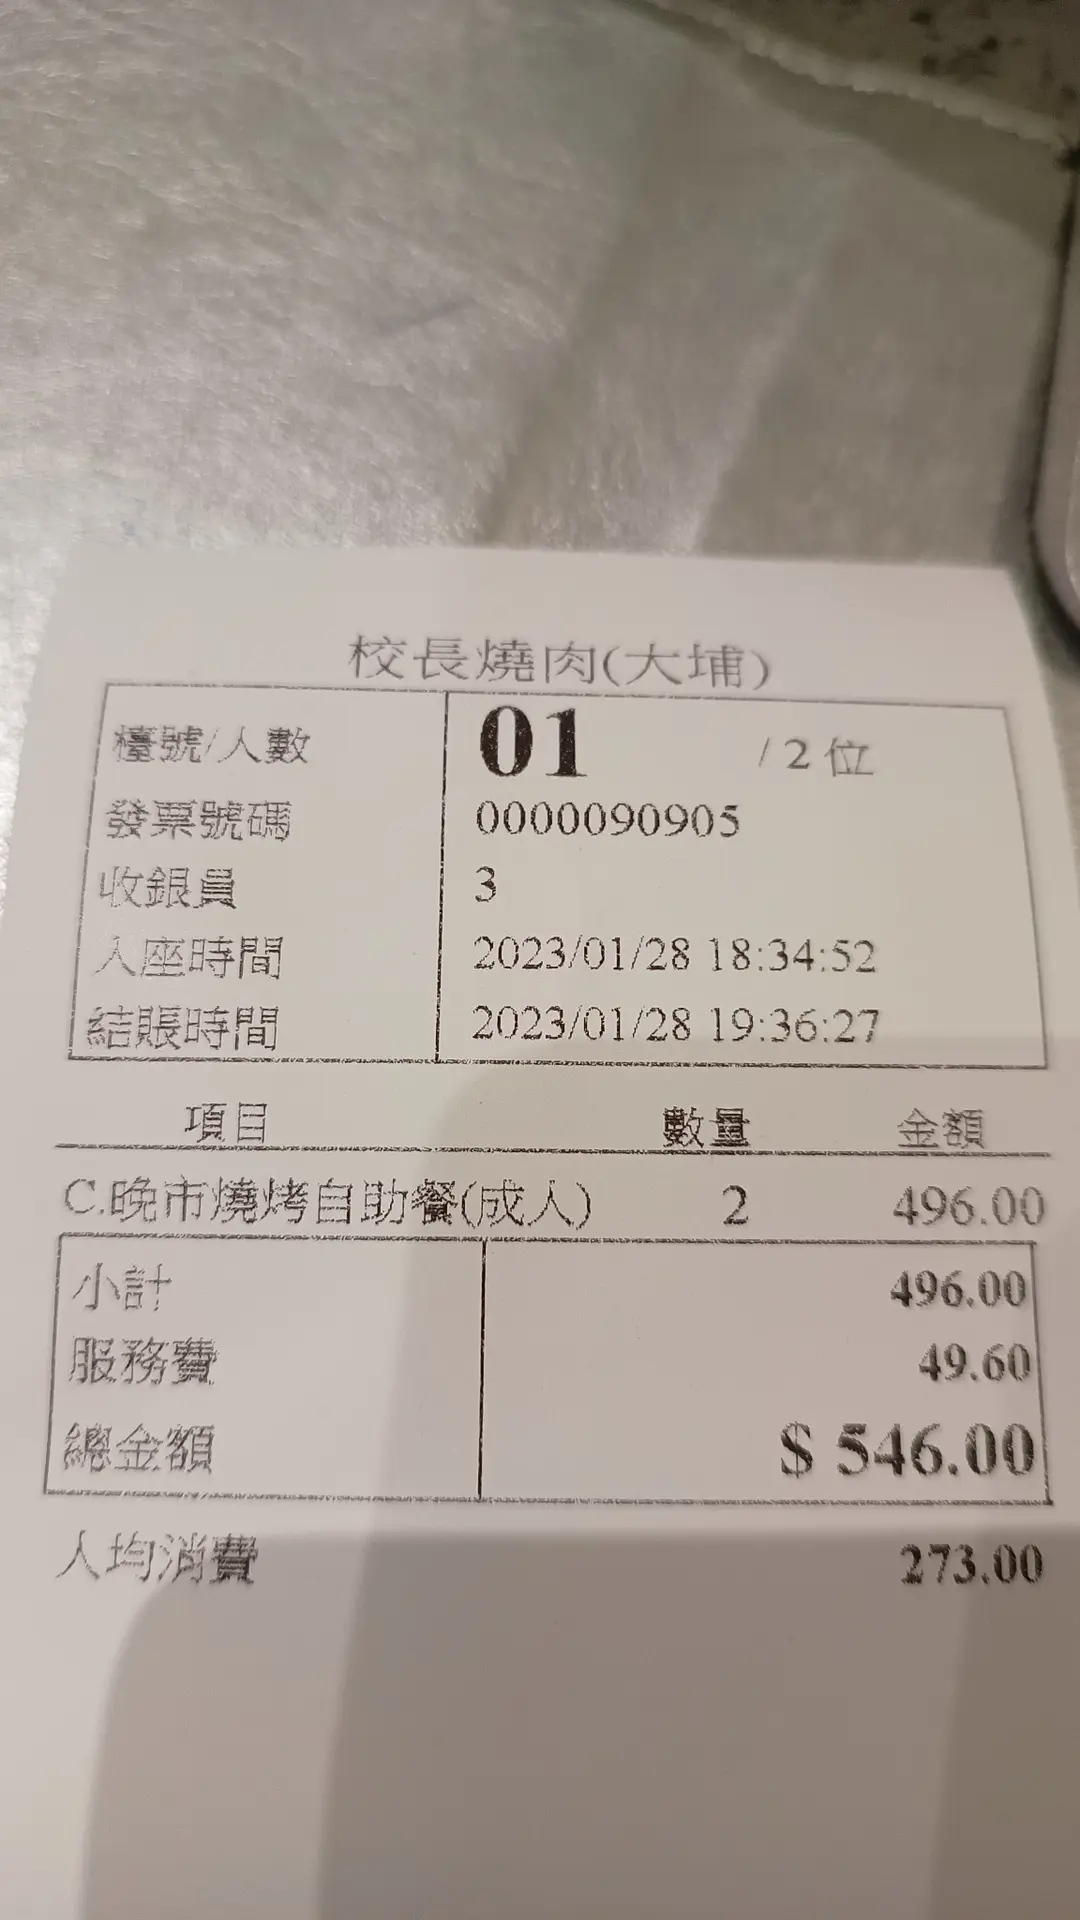 校長燒肉(大埔)
檯號/人數 01 / 2 位
發票號碼 0000090905
收銀員 3
入座時間 2023/01/28 18:34:52
結賬時間 2023/01/28 19:36:27
項目 數量 金額
C.晚市燒烤自助餐(成人) 2 496.00
小計 496.00
服務費 49.60
總金額 $ 546.00
人均消費 273.00